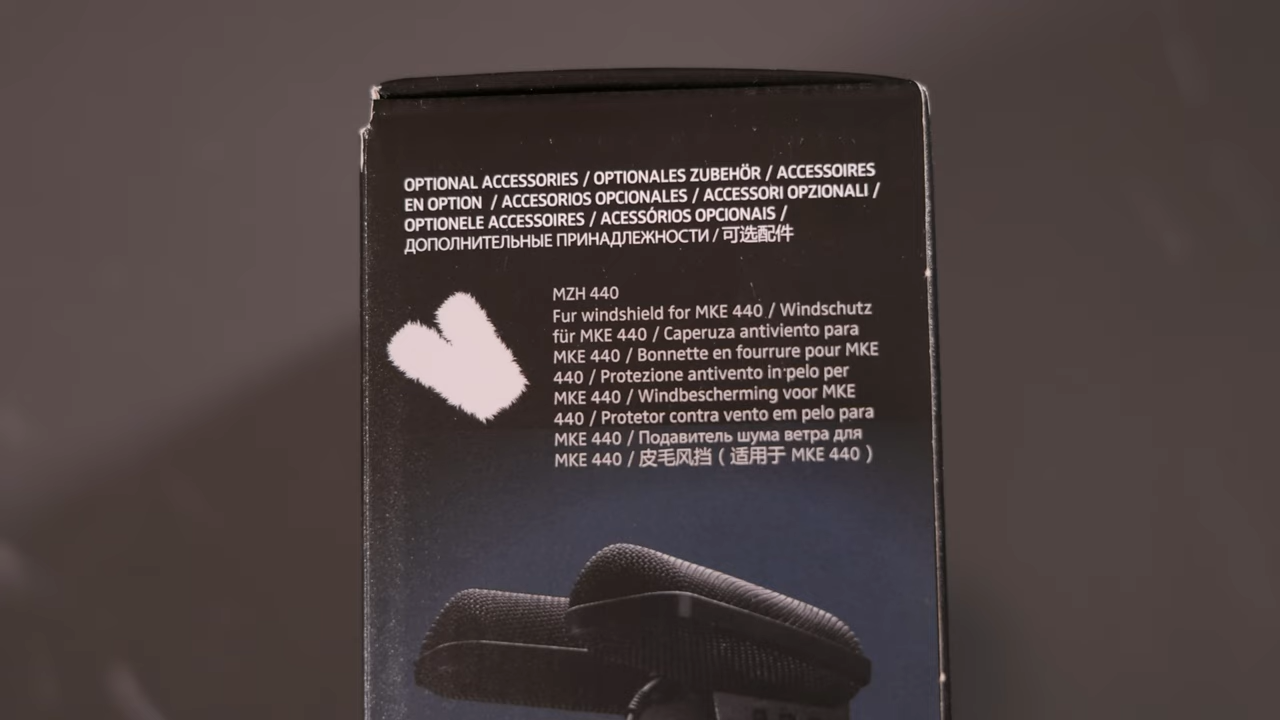 OPTIONAL ACCESSORIES / OPTIONALES ZUBEHÖR / ACCESSOIRES
EN OPTION / ACCESORIOS OPCIONALES / ACCESSORI OPZIONALI /
OPTIONELE ACCESSOIRES / ACESSÓRIOS OPCIONAIS /
ДОПОЛНИТЕЛЬНЫЕ ПРИНАДЛЕЖНОСТИ / 可选配件
MZH 440
Fur windshield for MKE 440 / Windschutz
für MKE 440 / Caperuza antiviento para
MKE 440 / Bonnette en fourrure pour MKE
440 / Protezione antivento in pelo per
MKE 440 / Windbescherming voor MKE
440 / Protetor contra vento em pelo para
MKE 440 / Подавитель шума ветра для
MKE 440 / 皮毛风挡 ( 适用于 MKE 440 )